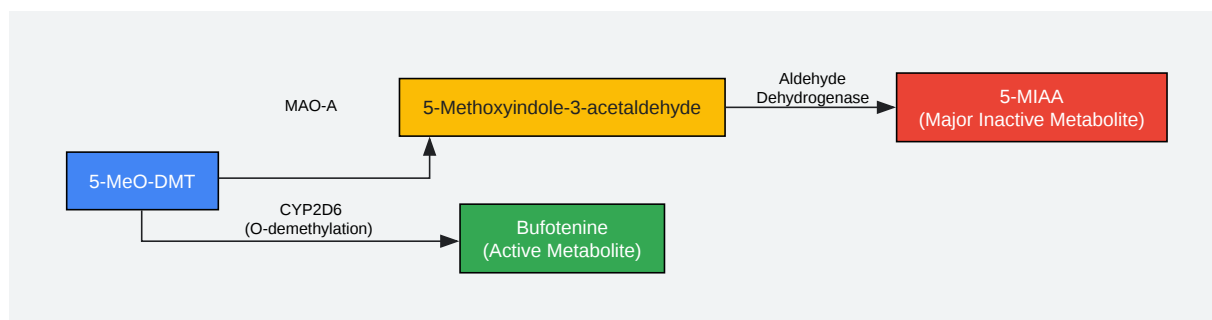 MAO-A
5-Methoxyindole-3-acetaldehyde
Aldehyde
Dehydrogenase
5-MIAA
(Major Inactive Metabolite)
5-MeO-DMT
CYP2D6
(O-demethylation)
Bufotenine
(Active Metabolite)